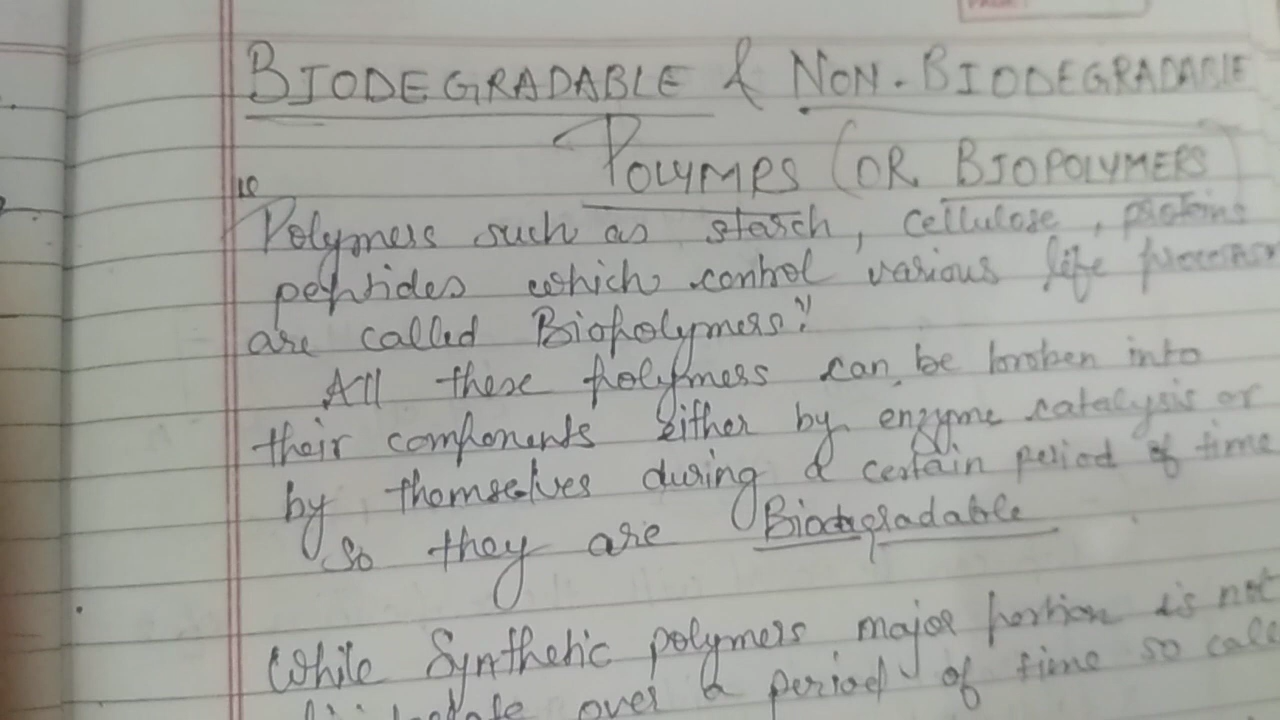 BIODEGRADABLE & NON-BIODEGRADABLE
POLYMRS (OR BIOPOLYMERS)
Polymers such as starch, cellulose, proteins
peptides which control various life processes
are called Biopolymers."
All these polymers can be broken into
their components either by enzyme catalysis or
by themselves during a certain period of time
So they are Biodegradable
While Synthetic polymers major portion is not
over a period of time so call